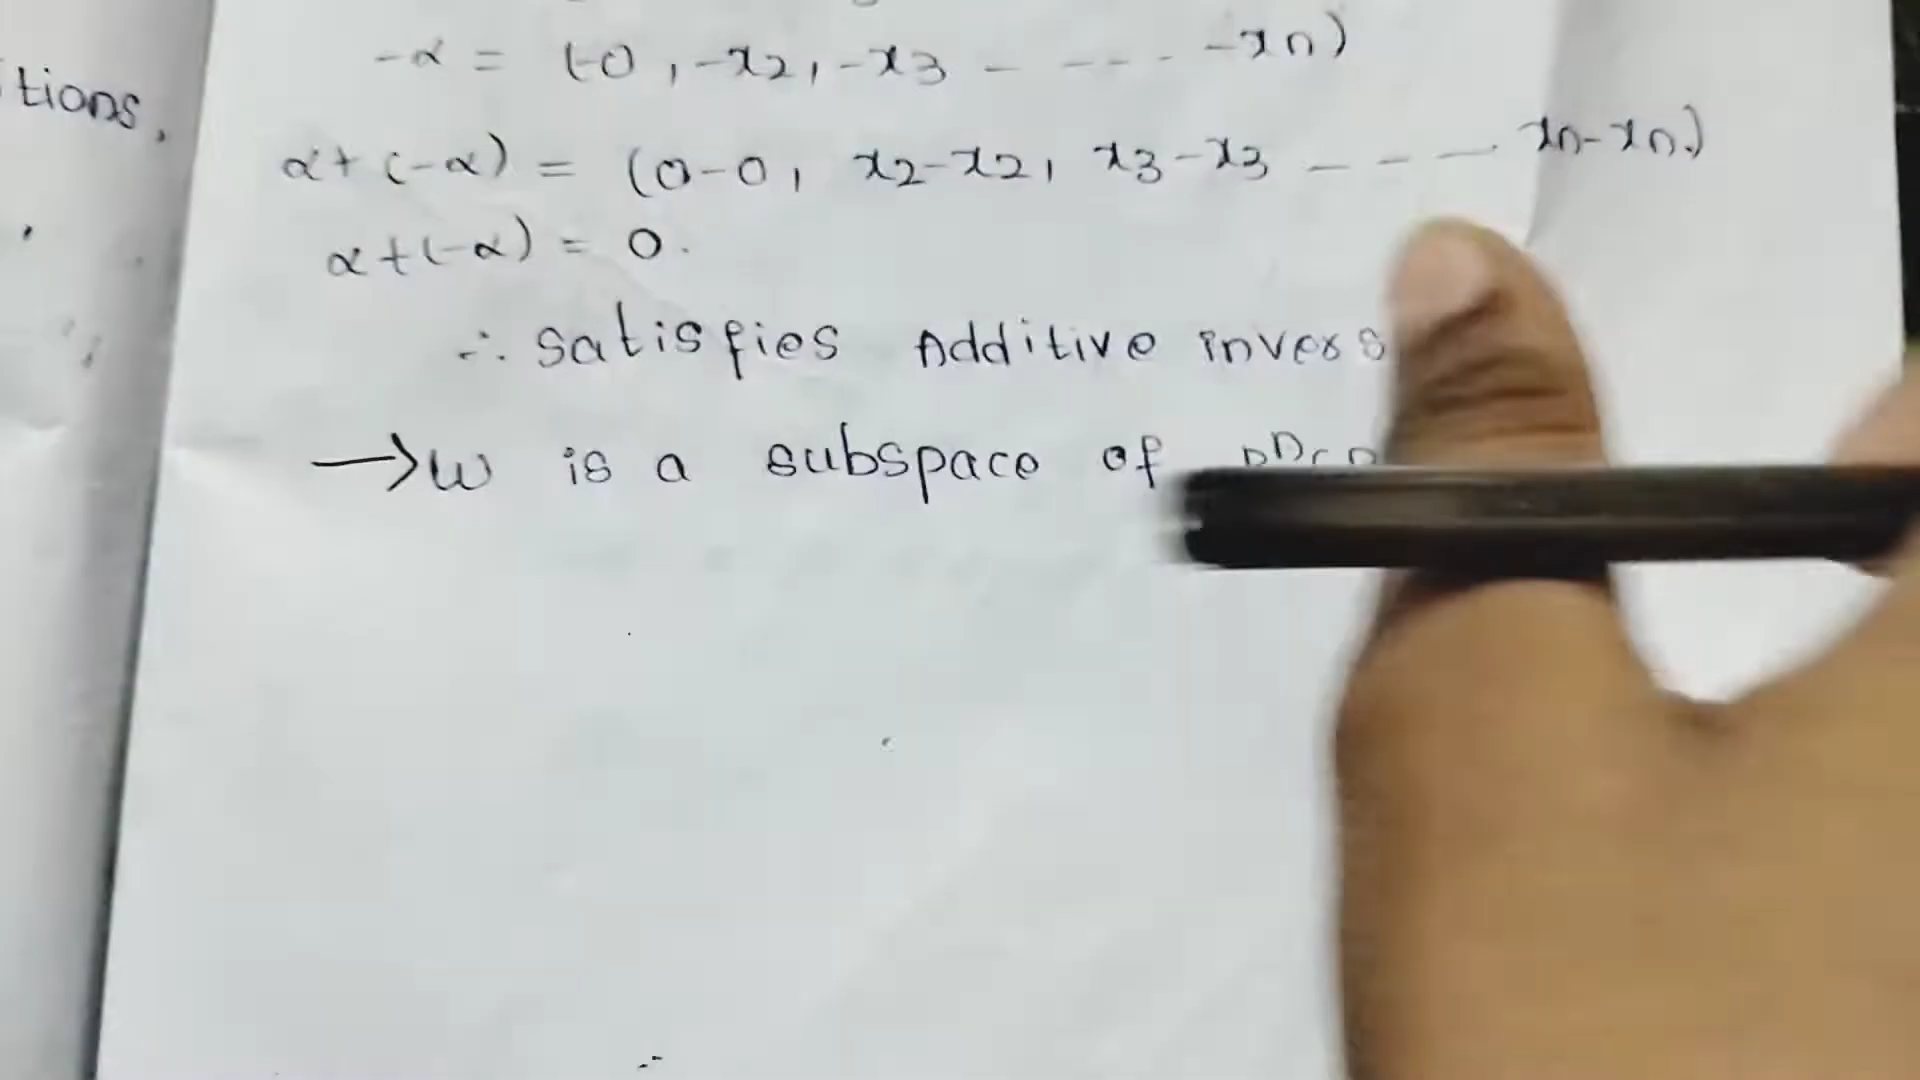 -α = (-0, -x2, -x3 - - - - - -xn)
tions,
α+(-α) = (0-0, x2-x2, x3-x3 - - - xn-xn)
α+(-α) = 0.
∴ satisfies Additive invers
→ W is a subspace of